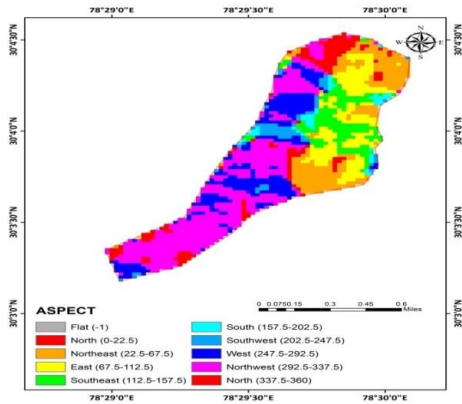 78°29'0"E 78°29'30"E 78°30'0"E
30°4'30"N
30°4'0"N
30°3'30"N
30°3'0"N
N
W E
S
0 0.0750.15 0.3 0.45 0.6
Miles
ASPECT
Flat (-1)
North (0-22.5)
Northeast (22.5-67.5)
East (67.5-112.5)
Southeast (112.5-157.5)
South (157.5-202.5)
Southwest (202.5-247.5)
West (247.5-292.5)
Northwest (292.5-337.5)
North (337.5-360)
78°29'0"E 78°29'30"E 78°30'0"E